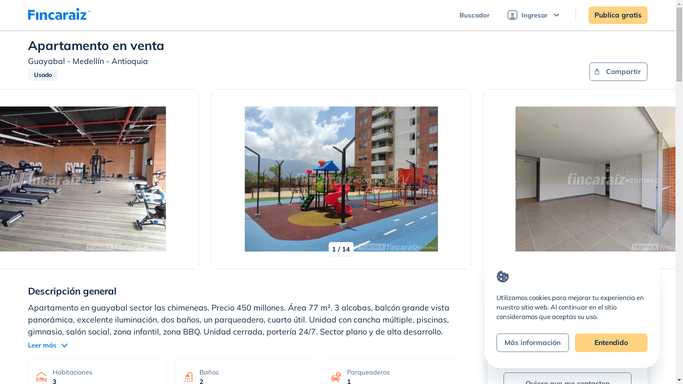 Fincaraiz
Buscador
Ingresar
Publica gratis
Apartamento en venta
Guayabal - Medellín - Antioquia
Usado
Compartir
GYM
fincaraiz
fincaraiz
fincaraiz
1 / 14
Descripción general
Apartamento en guayabal sector las chimeneas. Precio 450 millones. Área 77 m². 3 alcobas, balcón grande vista
panorámica, excelente iluminación, dos baños, un parqueadero, cuarto útil. Unidad con cancha múltiple, piscinas,
gimnasio, salón social, zona infantil, zona BBQ. Unidad cerrada, portería 24/7. Sector plano y de alto desarrollo.
Leer más
Habitaciones
3
Baños
2
Parqueaderos
1
Utilizamos cookies para mejorar tu experiencia en
nuestro sitio web. Al continuar en el sitio
consideramos que aceptas su uso.
Más información
Entendido
Quiero que me contacten